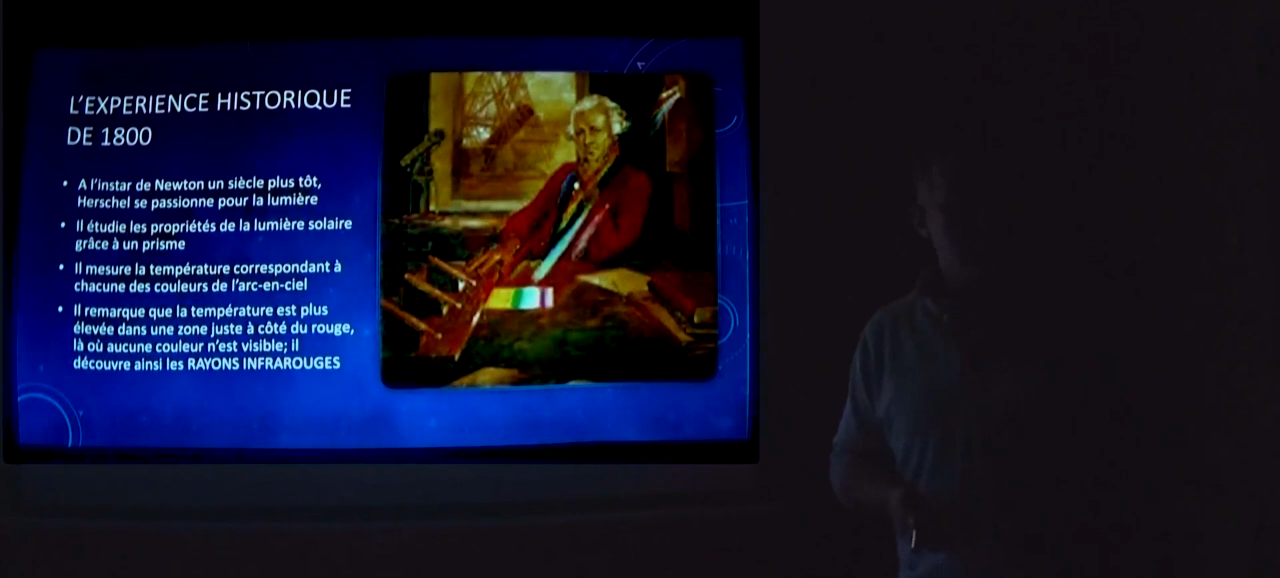 L'EXPERIENCE HISTORIQUE
DE 1800
• A l'instar de Newton un siècle plus tôt,
Herschel se passionne pour la lumière
• Il étudie les propriétés de la lumière solaire
grâce à un prisme
• Il mesure la température correspondant à
chacune des couleurs de l'arc-en-ciel
• Il remarque que la température est plus
élevée dans une zone juste à côté du rouge,
là où aucune couleur n'est visible; il
découvre ainsi les RAYONS INFRAROUGES